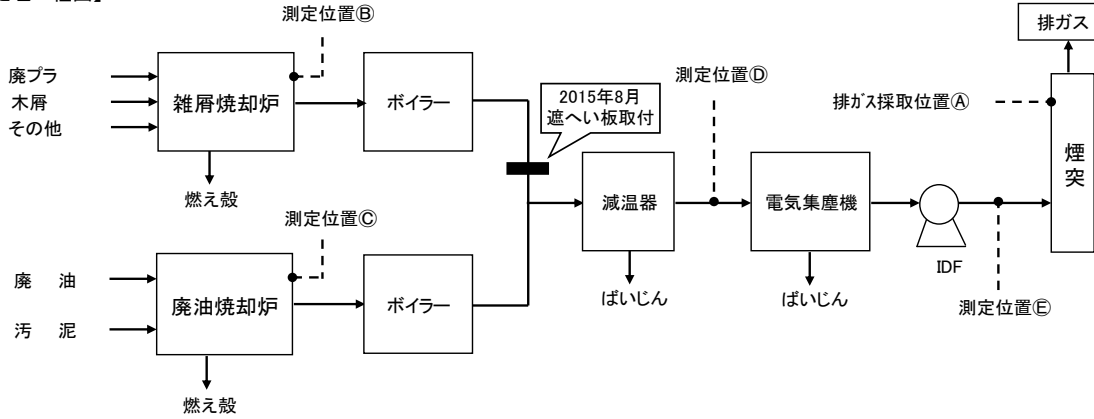 測定位置Ⓑ
排ガス
廃プラ
木屑
その他
雑屑焼却炉
ボイラー
2015年8月
遮へい板取付
測定位置Ⓓ
排ガス採取位置Ⓐ
煙突
燃え殻
減温器
電気集塵機
IDF
測定位置Ⓒ
ばいじん
ばいじん
測定位置Ⓔ
廃　油
汚　泥
廃油焼却炉
ボイラー
燃え殻